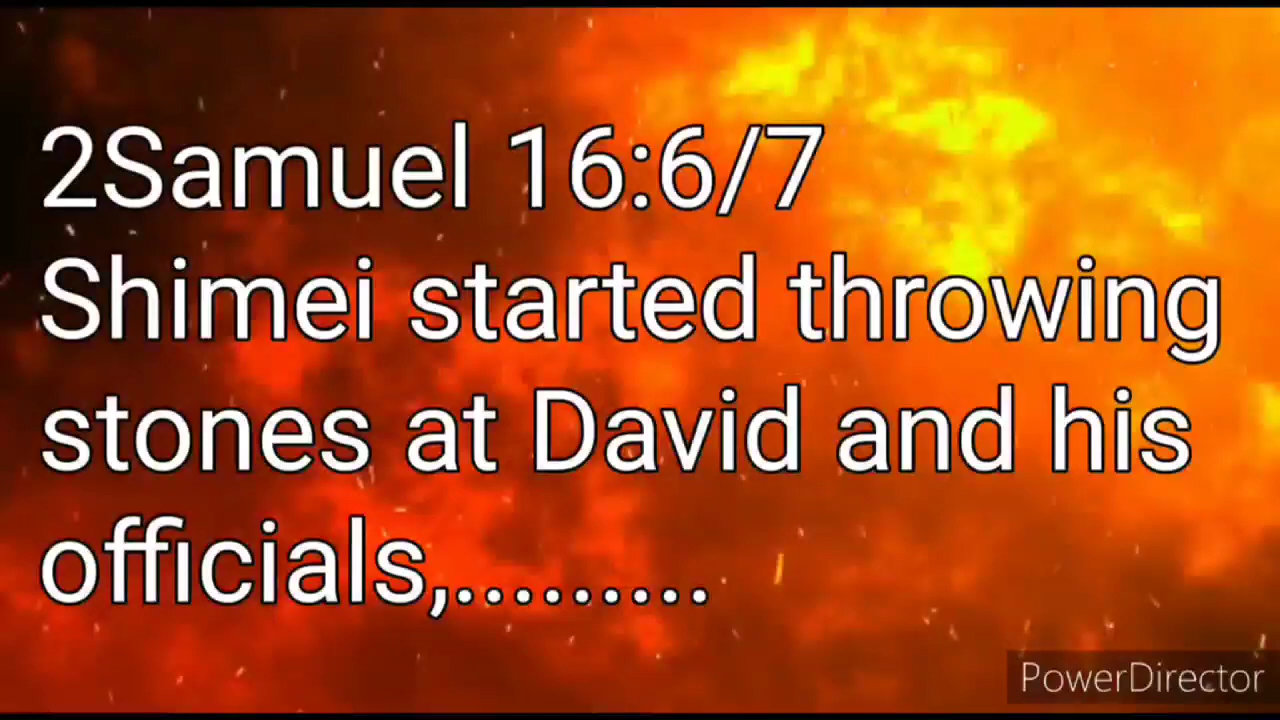 2Samuel 16:6/7
Shimei started throwing
stones at David and his
officials,.........
PowerDirector